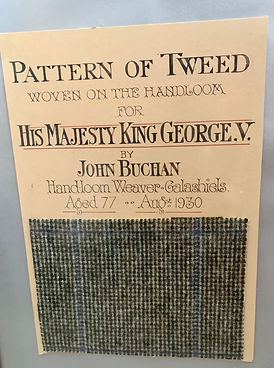 PATTERN OF TWEED
WOVEN ON THE HANDLOOM
FOR
HIS MAJESTY KING GEORGE.V.
BY
JOHN BUCHAN
Handloom Weaver-Galashiels.
Aged 77 -- Augst 1930